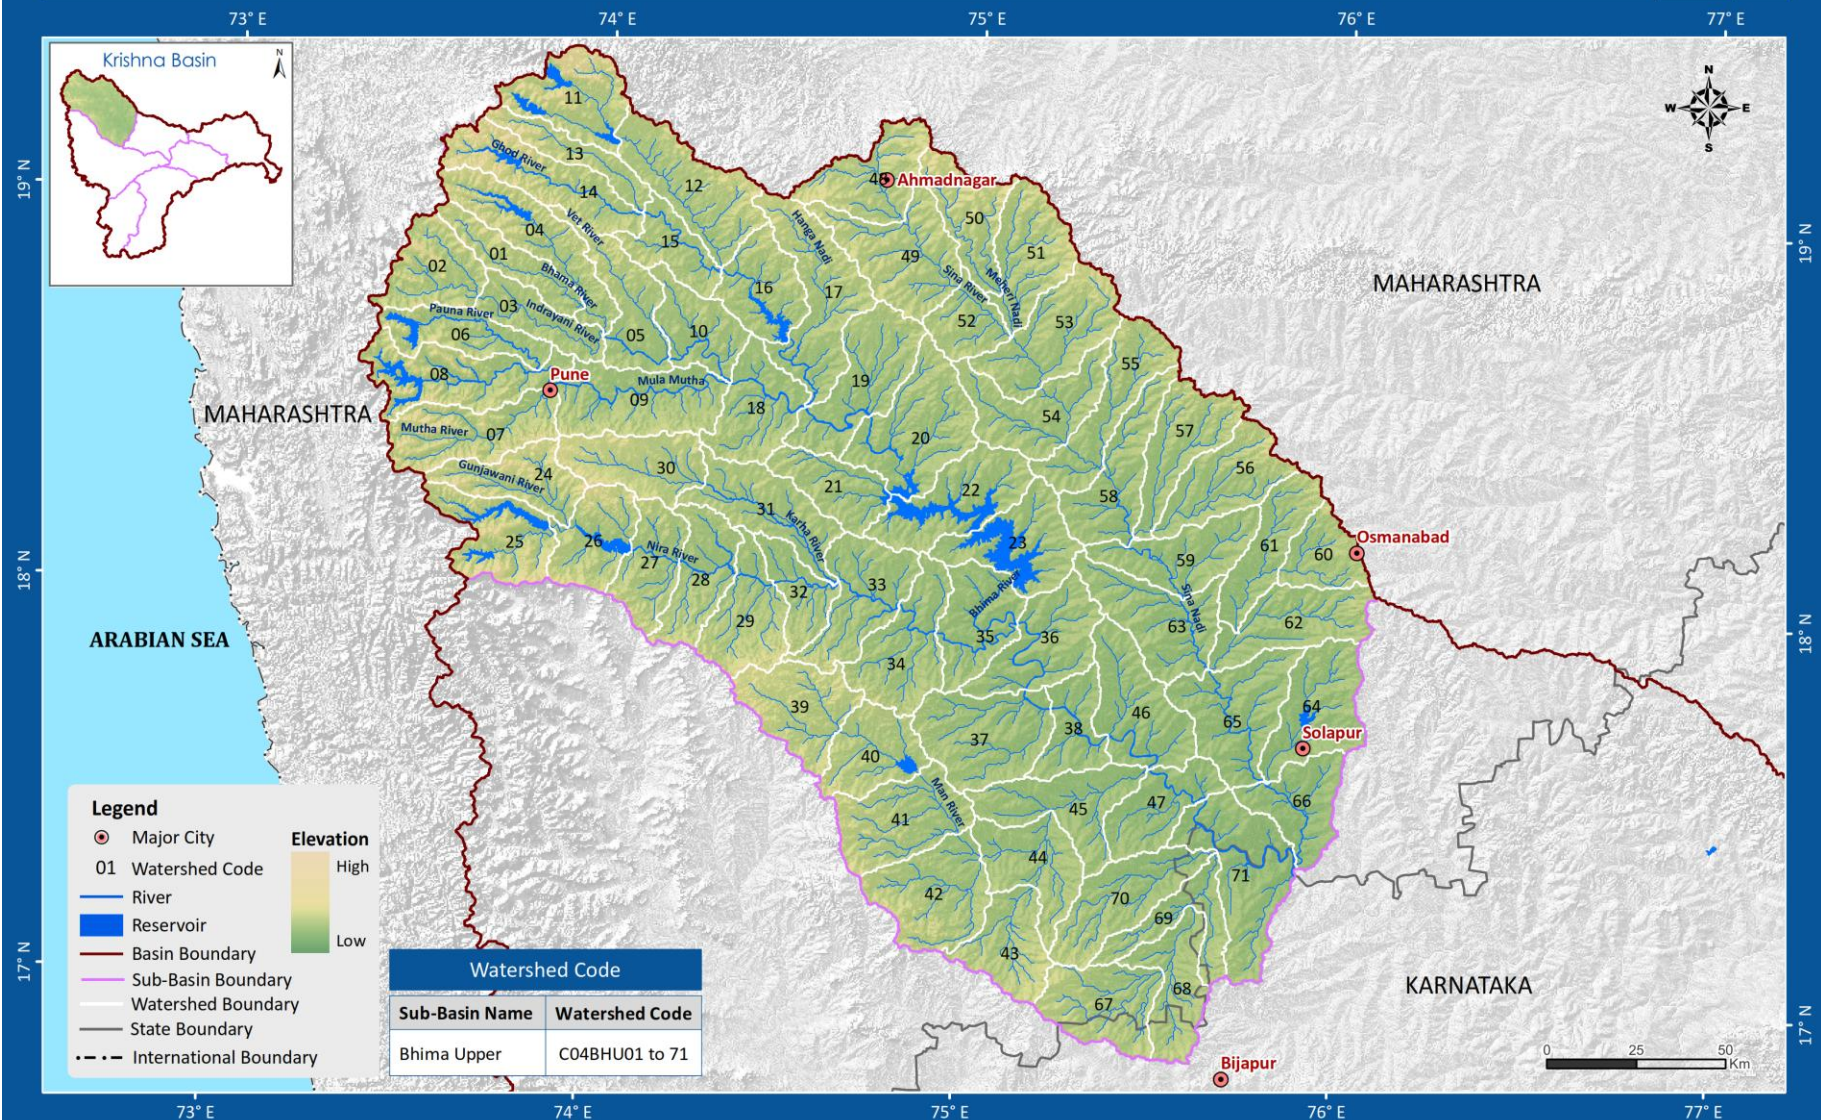 73° E
74° E
75° E
76° E
77° E
Krishna Basin
N
N
W
E
S
11
Ghod River
13
14
12
48
Ahmadnagar
19° N
19° N
50
Vet River
04
15
Hanga Nadi
49
51
01
02
Bhama River
Sina River
Meheri Nadi
MAHARASHTRA
16
17
03
Pauna River
Indrayani River
06
05
10
52
53
55
08
Pune
Mula Mutha
09
19
18
MAHARASHTRA
54
Mutha River
07
20
57
Gunjawani River
24
30
21
22
56
58
31
Karha River
25
26
Nira River
27
23
Osmanabad
61
60
59
18° N
28
32
33
Bhima River
Sina Nadi
18° N
29
35
36
63
62
ARABIAN SEA
34
39
46
64
65
38
Solapur
37
40
Man River
45
47
66
41
44
71
42
70
69
43
68
67
17° N
17° N
KARNATAKA
Bijapur
Legend
Major City
01 Watershed Code
River
Reservoir
Basin Boundary
Sub-Basin Boundary
Watershed Boundary
State Boundary
International Boundary
Elevation
High
Low
Watershed Code
Sub-Basin Name Watershed Code
Bhima Upper C04BHU01 to 71
0 25 50
Km
73° E
74° E
75° E
76° E
77° E